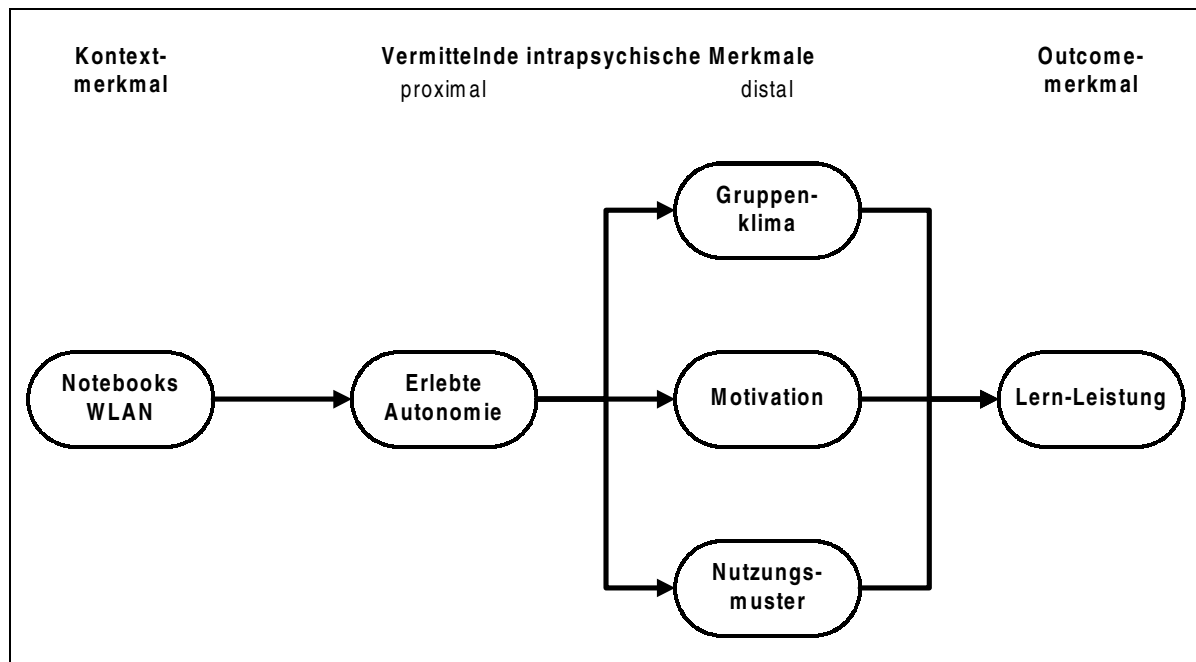 Kontext-
merkmal
Vermittelnde intrapsychische Merkmale
proximal
distal
Outcome-
merkmal
Gruppen-
klima
Notebooks
WLAN
Erlebte
Autonomie
Motivation
Lern-Leistung
Nutzungs-
muster